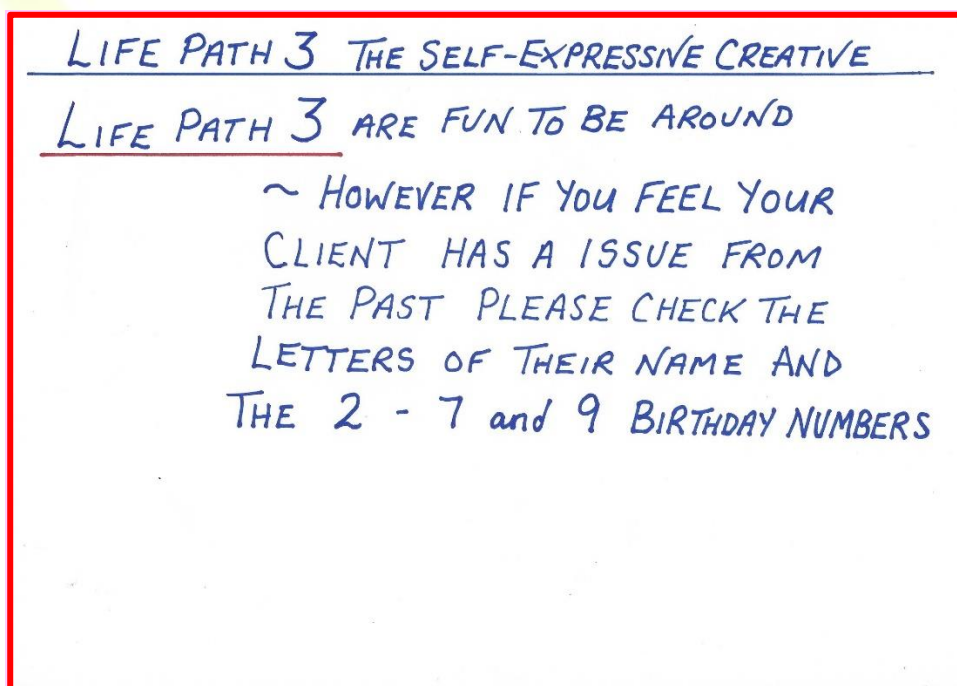 LIFE PATH 3 THE SELF-EXPRESSIVE CREATIVE
LIFE PATH 3 ARE FUN TO BE AROUND
~ HOWEVER IF YOU FEEL YOUR
CLIENT HAS A ISSUE FROM
THE PAST PLEASE CHECK THE
LETTERS OF THEIR NAME AND
THE 2 - 7 and 9 BIRTHDAY NUMBERS